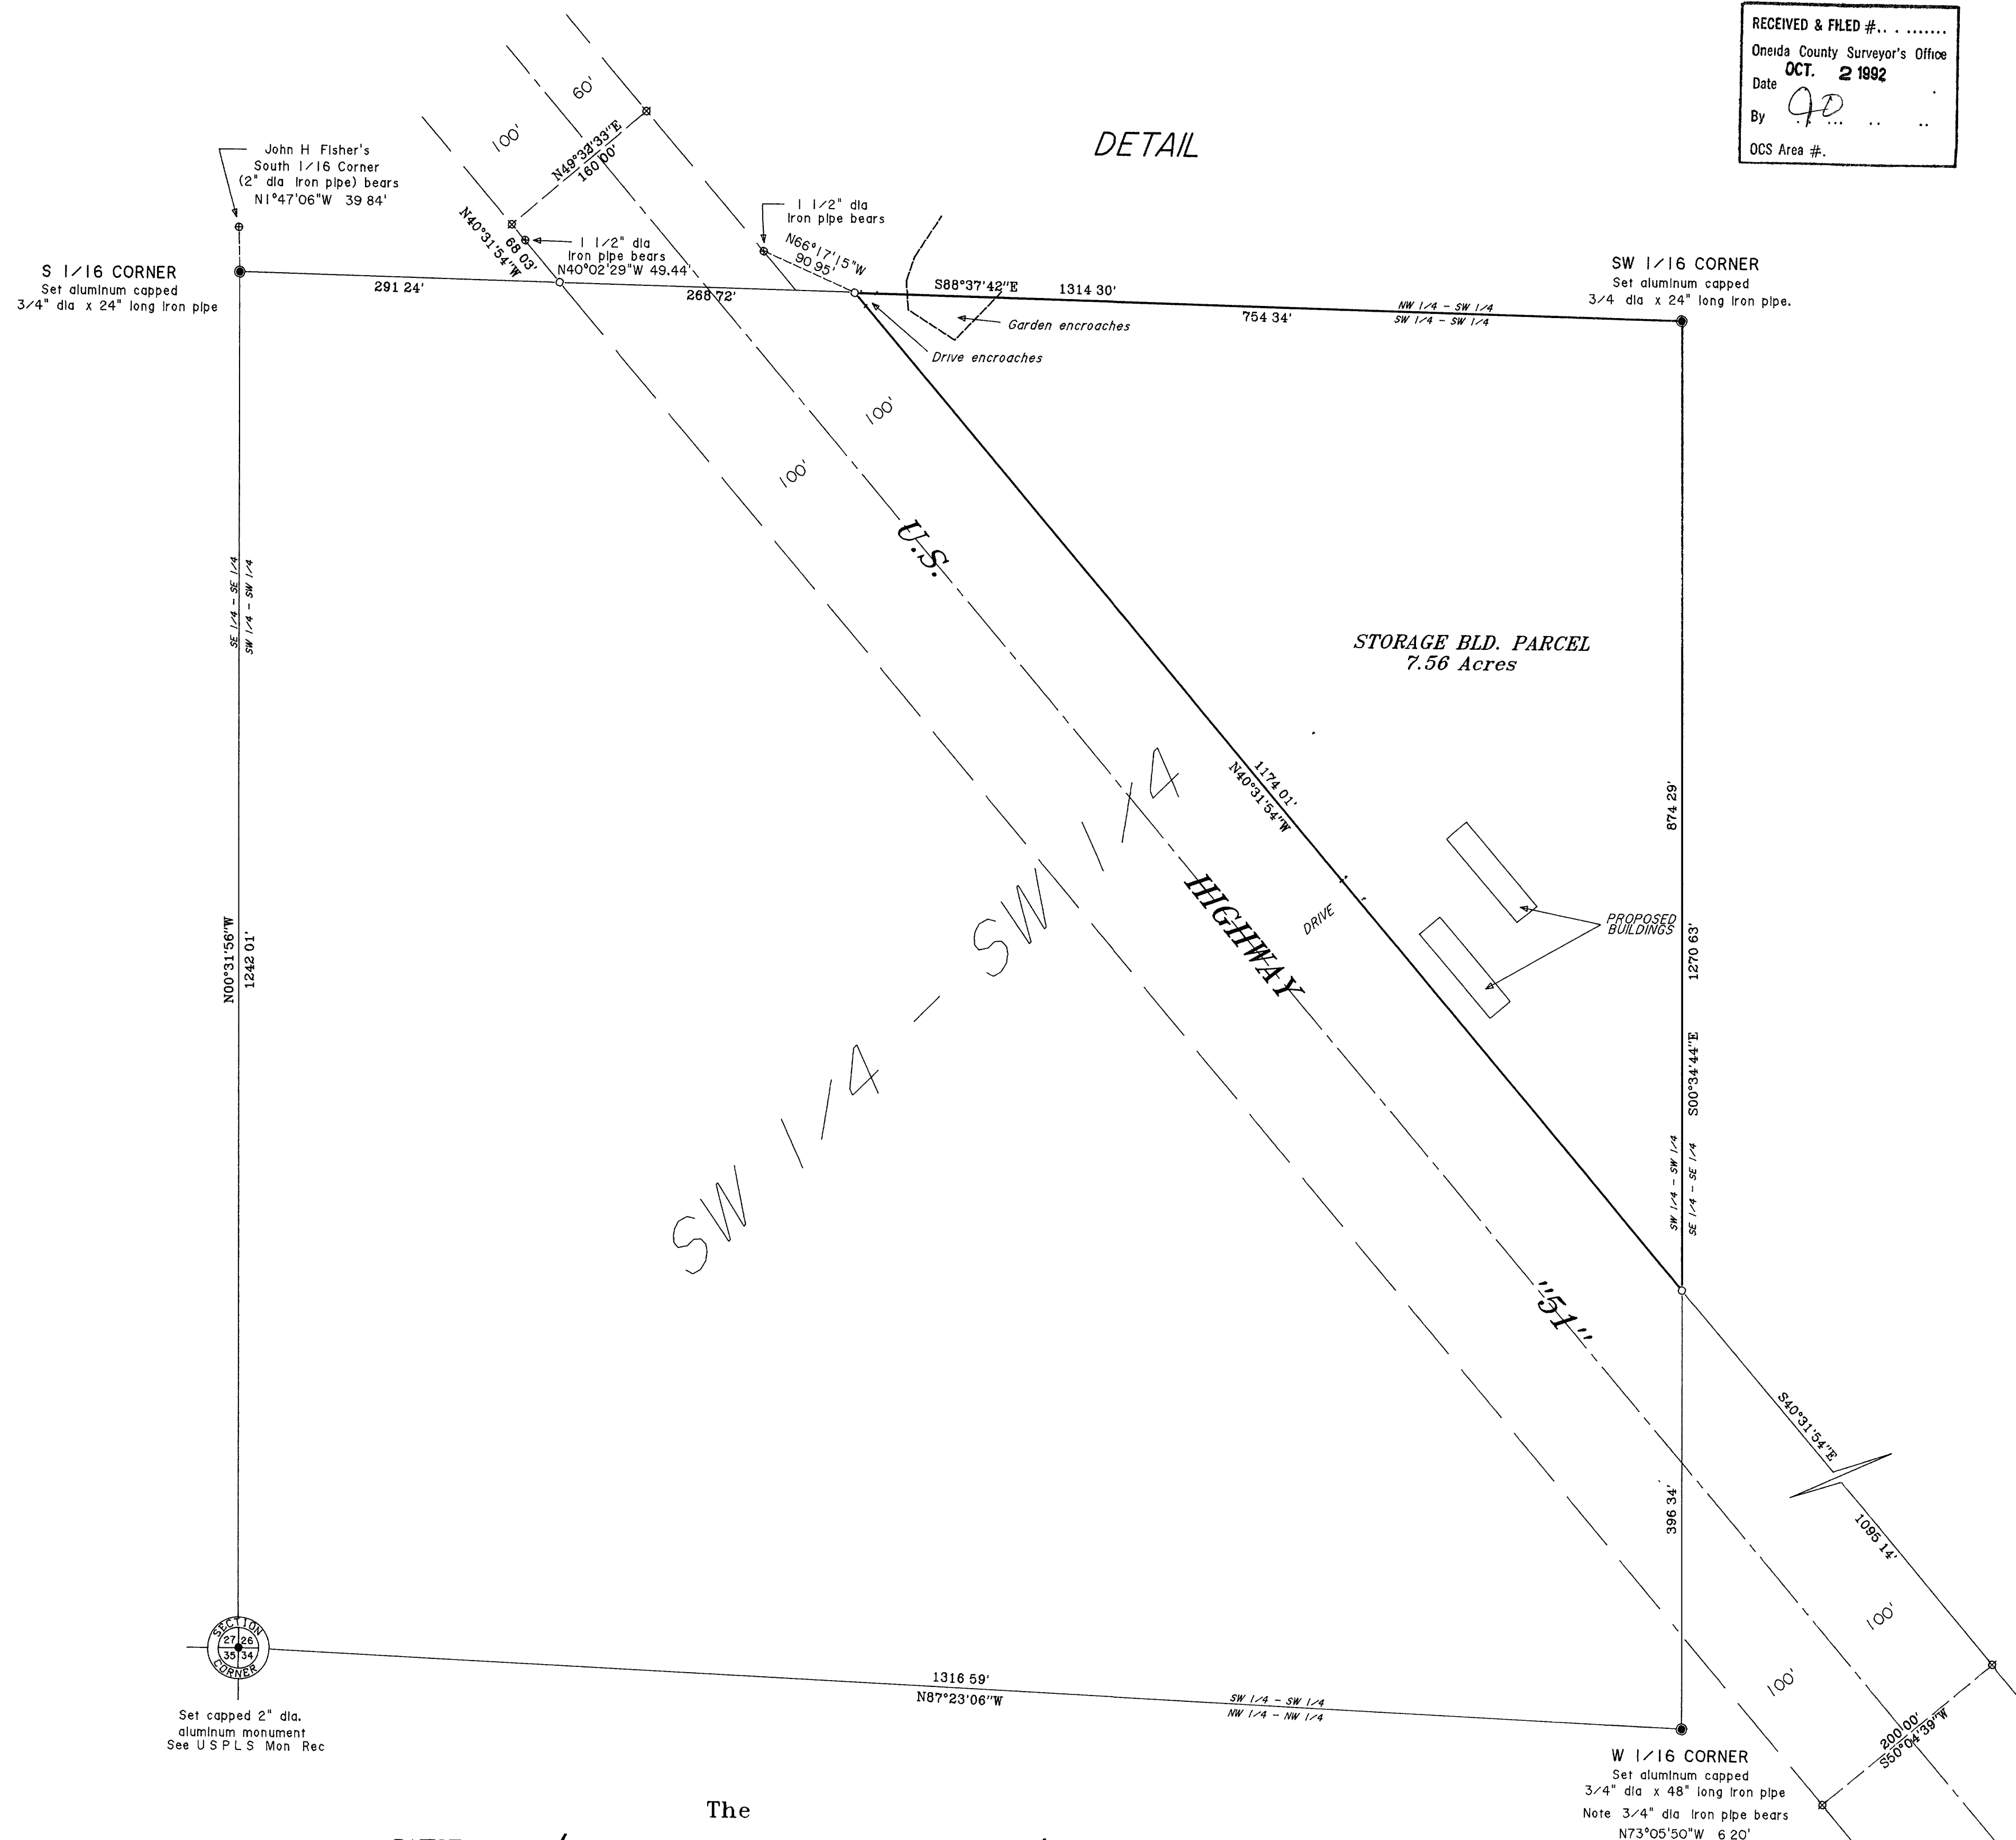 RECEIVED & FILED #.. . .......
Oneida County Surveyor's Office
Date OCT. 2 1992
By
OCS Area #.
DETAIL
John H Fisher's
South 1/16 Corner
(2" dia Iron pipe) bears
N1°47'06"W 39 84'
100'
60'
N49°32'33"E
160 00'
N40°31'54"W
68 03'
1 1/2" dia
Iron pipe bears
N40°02'29"W 49.44'
1 1/2" dia
Iron pipe bears
N66°17'15"W
90 95'
S 1/16 CORNER
Set aluminum capped
3/4" dia x 24" long Iron pipe
291 24'
268 72'
S88°37'42"E 1314 30'
754 34'
NW 1/4 - SW 1/4
SW 1/4 - SW 1/4
Garden encroaches
Drive encroaches
SW 1/16 CORNER
Set aluminum capped
3/4 dia x 24" long Iron pipe.
100'
100'
U.S.
HIGHWAY
"51"
STORAGE BLD. PARCEL
7.56 Acres
1174 01'
N40°31'54"W
DRIVE
PROPOSED
BUILDINGS
874 29'
1270 63'
S00°34'44"E
SW 1/4 - SW 1/4
SE 1/4 - SE 1/4
SE 1/4 - SE 1/4
SW 1/4 - SW 1/4
N00°31'56"W
1242 01'
SW 1/4 - SW 1/4
396 34'
S40°31'54"E
1095 14'
100'
100'
200 00'
S50°04'39"W
SECTION
27 26
35 34
CORNER
Set capped 2" dia.
aluminum monument
See U S P L S Mon Rec
1316 59'
N87°23'06"W
SW 1/4 - SW 1/4
NW 1/4 - NW 1/4
W 1/16 CORNER
Set aluminum capped
3/4" dia x 48" long Iron pipe
Note 3/4" dia Iron pipe bears
N73°05'50"W 6 20'
The